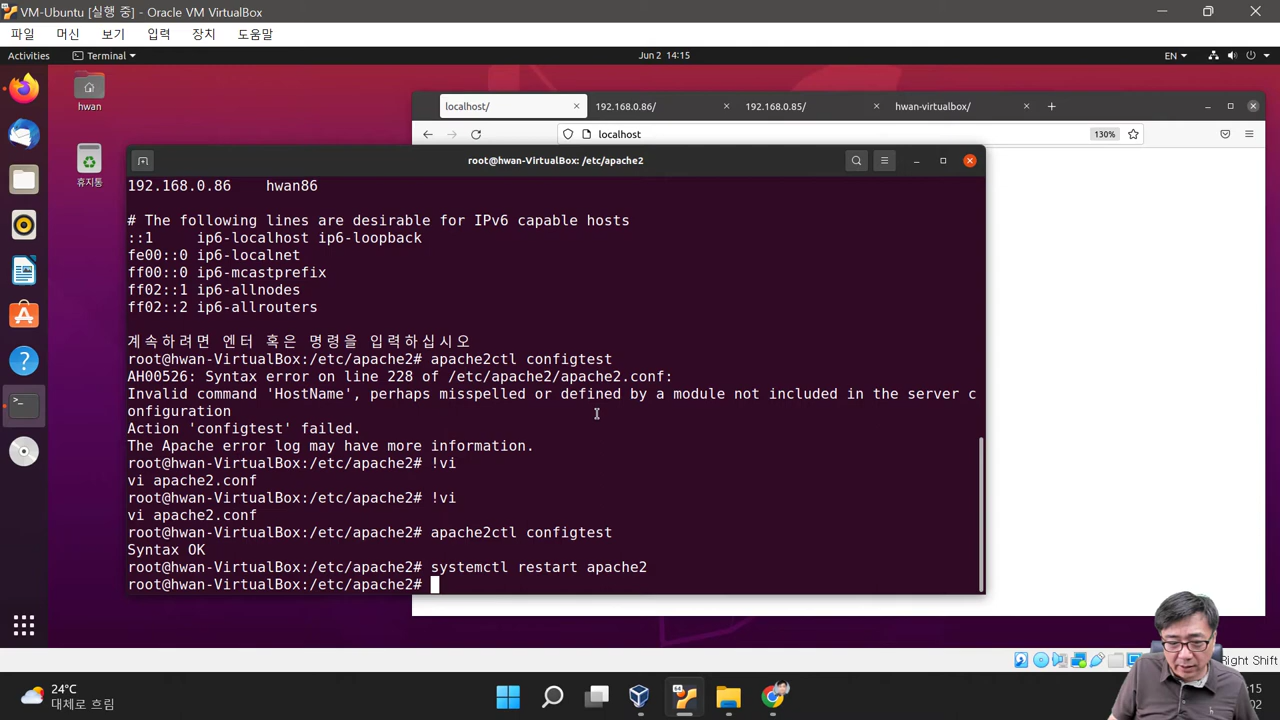 VM-Ubuntu [실행 중] - Oracle VM VirtualBox
파일 머신 보기 입력 장치 도움말
Activities Terminal Jun 2 14:15 EN
hwan
휴지통
localhost/ 192.168.0.86/ 192.168.0.85/ hwan-virtualbox/
localhost 130%
root@hwan-VirtualBox: /etc/apache2
192.168.0.86 hwan86
# The following lines are desirable for IPv6 capable hosts
::1 ip6-localhost ip6-loopback
fe00::0 ip6-localnet
ff00::0 ip6-mcastprefix
ff02::1 ip6-allnodes
ff02::2 ip6-allrouters
계속하려면 엔터 혹은 명령을 입력하십시오
root@hwan-VirtualBox:/etc/apache2# apache2ctl configtest
AH00526: Syntax error on line 228 of /etc/apache2/apache2.conf:
Invalid command 'HostName', perhaps misspelled or defined by a module not included in the server c
onfiguration
Action 'configtest' failed.
The Apache error log may have more information.
root@hwan-VirtualBox:/etc/apache2# !vi
vi apache2.conf
root@hwan-VirtualBox:/etc/apache2# !vi
vi apache2.conf
root@hwan-VirtualBox:/etc/apache2# apache2ctl configtest
Syntax OK
root@hwan-VirtualBox:/etc/apache2# systemctl restart apache2
root@hwan-VirtualBox:/etc/apache2#
Right Shift
24°C
대체로 흐림